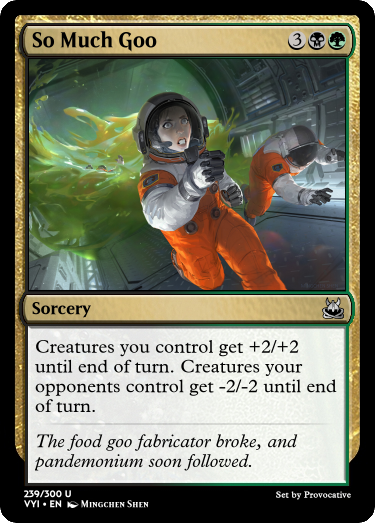 So Much Goo 3
Sorcery
Creatures you control get +2/+2
until end of turn. Creatures your
opponents control get -2/-2 until end
of turn.
The food goo fabricator broke, and
pandemonium soon followed.
239/300 U
VYI • EN Mingchen Shen
Set by Provocative